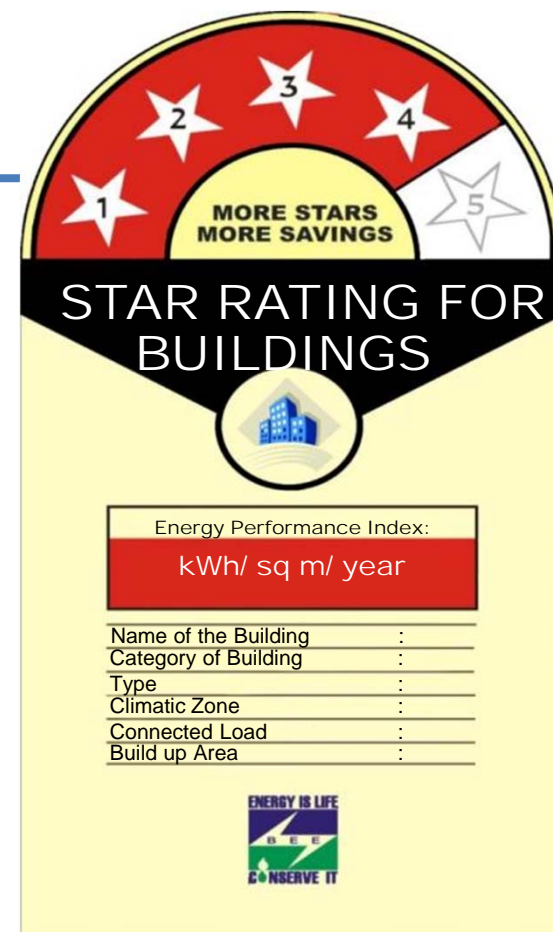 1
2
3
4
5
MORE STARS
MORE SAVINGS
STAR RATING FOR
BUILDINGS
Energy Performance Index:
kWh/ sq m/ year
Name of the Building :
Category of Building :
Type :
Climatic Zone :
Connected Load :
Build up Area :
ENERGY IS LIFE
BEE
CONSERVE IT